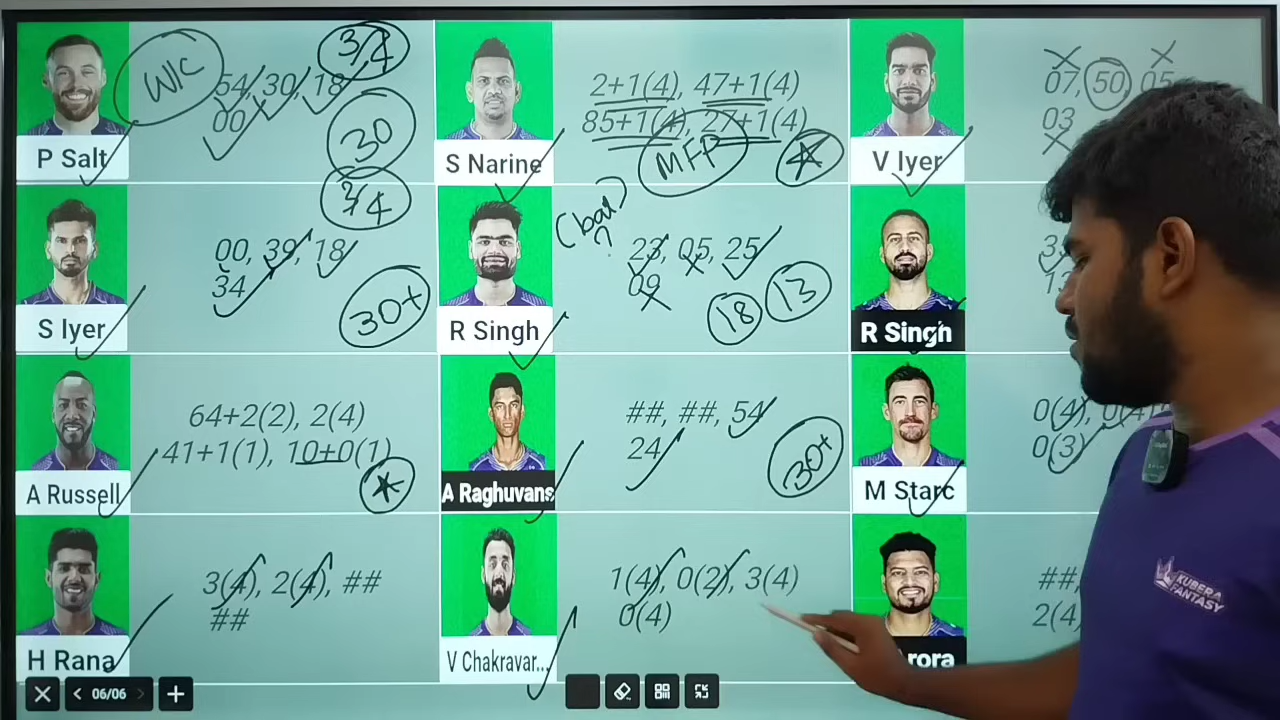 W/C
54, 30, 18
00
3/4
30
P Salt
2+1(4), 47+1(4)
85+1(4), 27+1(4)
MFP
S Narine
07, 50, 05
03
V Iyer
00, 39, 18
34
30+
S Iyer
23, 05, 25
09
18 13
R Singh
R Singh
64+2(2), 2(4)
41+1(1), 10+0(1)
A Russell
##, ##, 54
24
30+
A Raghuvans
0(4),
0(3)
M Starc
3(4), 2(4), ##
##
H Rana
1(4), 0(2), 3(4)
0(4)
V Chakravar...
##,
2(4)
rora
KUBERA
FANTASY
06/06